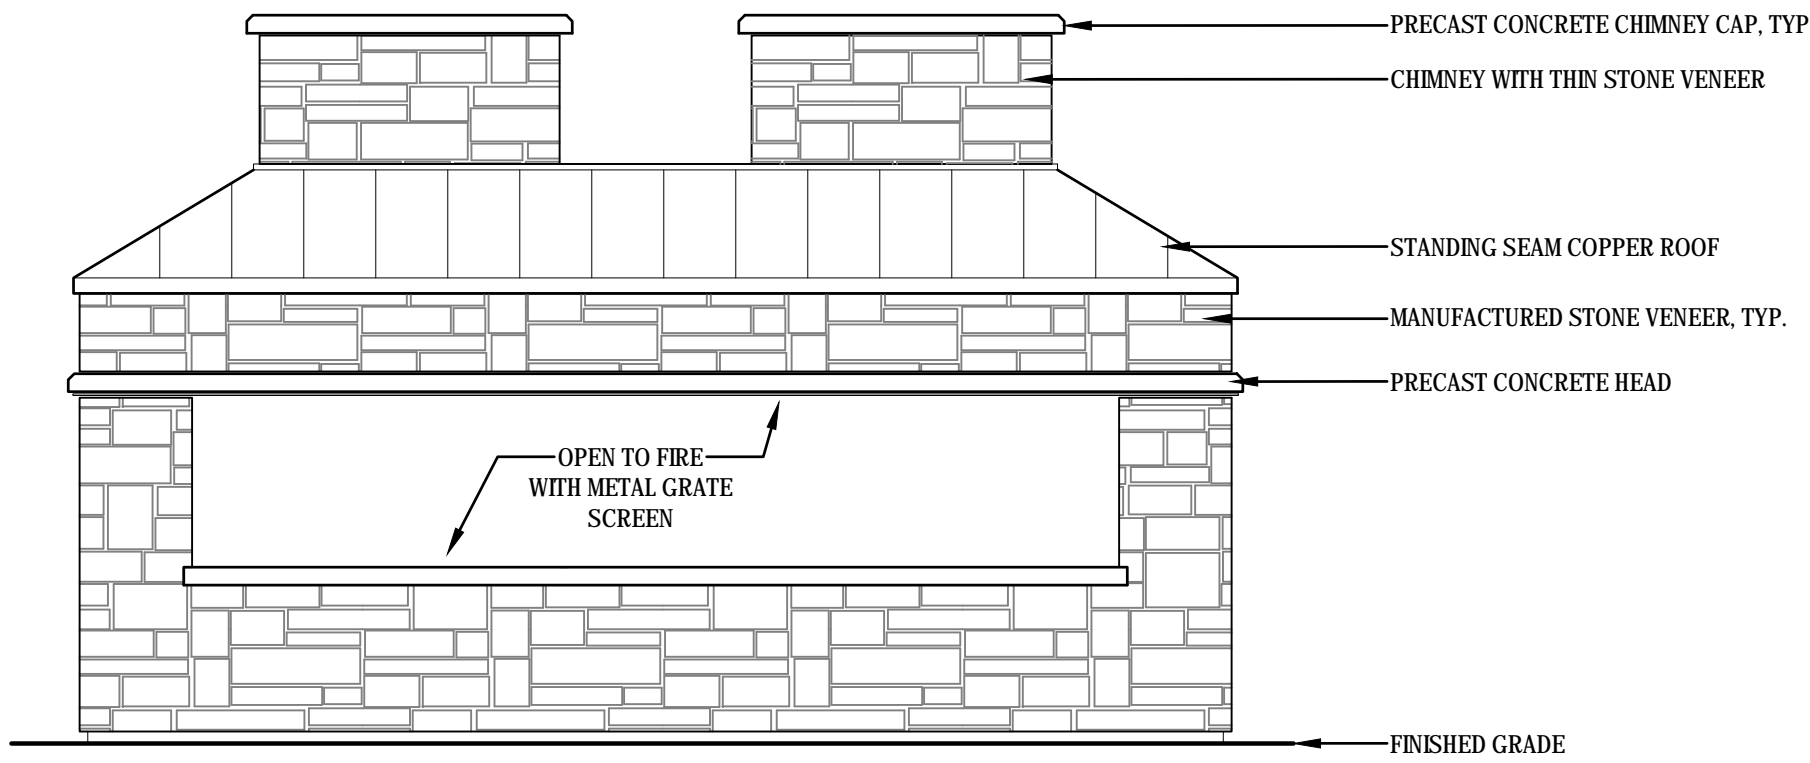 PRECAST CONCRETE CHIMNEY CAP, TYP
CHIMNEY WITH THIN STONE VENEER
STANDING SEAM COPPER ROOF
MANUFACTURED STONE VENEER, TYP.
PRECAST CONCRETE HEAD
OPEN TO FIRE
WITH METAL GRATE
SCREEN
FINISHED GRADE